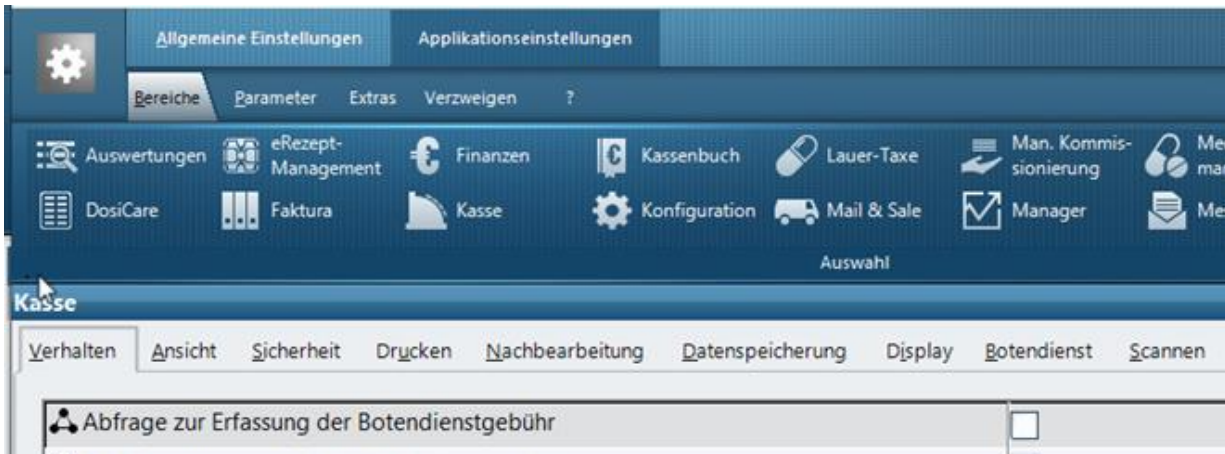 Allgemeine Einstellungen Applikationseinstellungen
Bereiche Parameter Extras Verzweigen ?
Auswertungen eRezept-Management Finanzen Kassenbuch Lauer-Taxe Man. Kommis-sionierung
DosiCare Faktura Kasse Konfiguration Mail & Sale Manager
Auswahl
Kasse
Verhalten Ansicht Sicherheit Drucken Nachbearbeitung Datenspeicherung Display Botendienst Scannen
Abfrage zur Erfassung der Botendienstgebühr